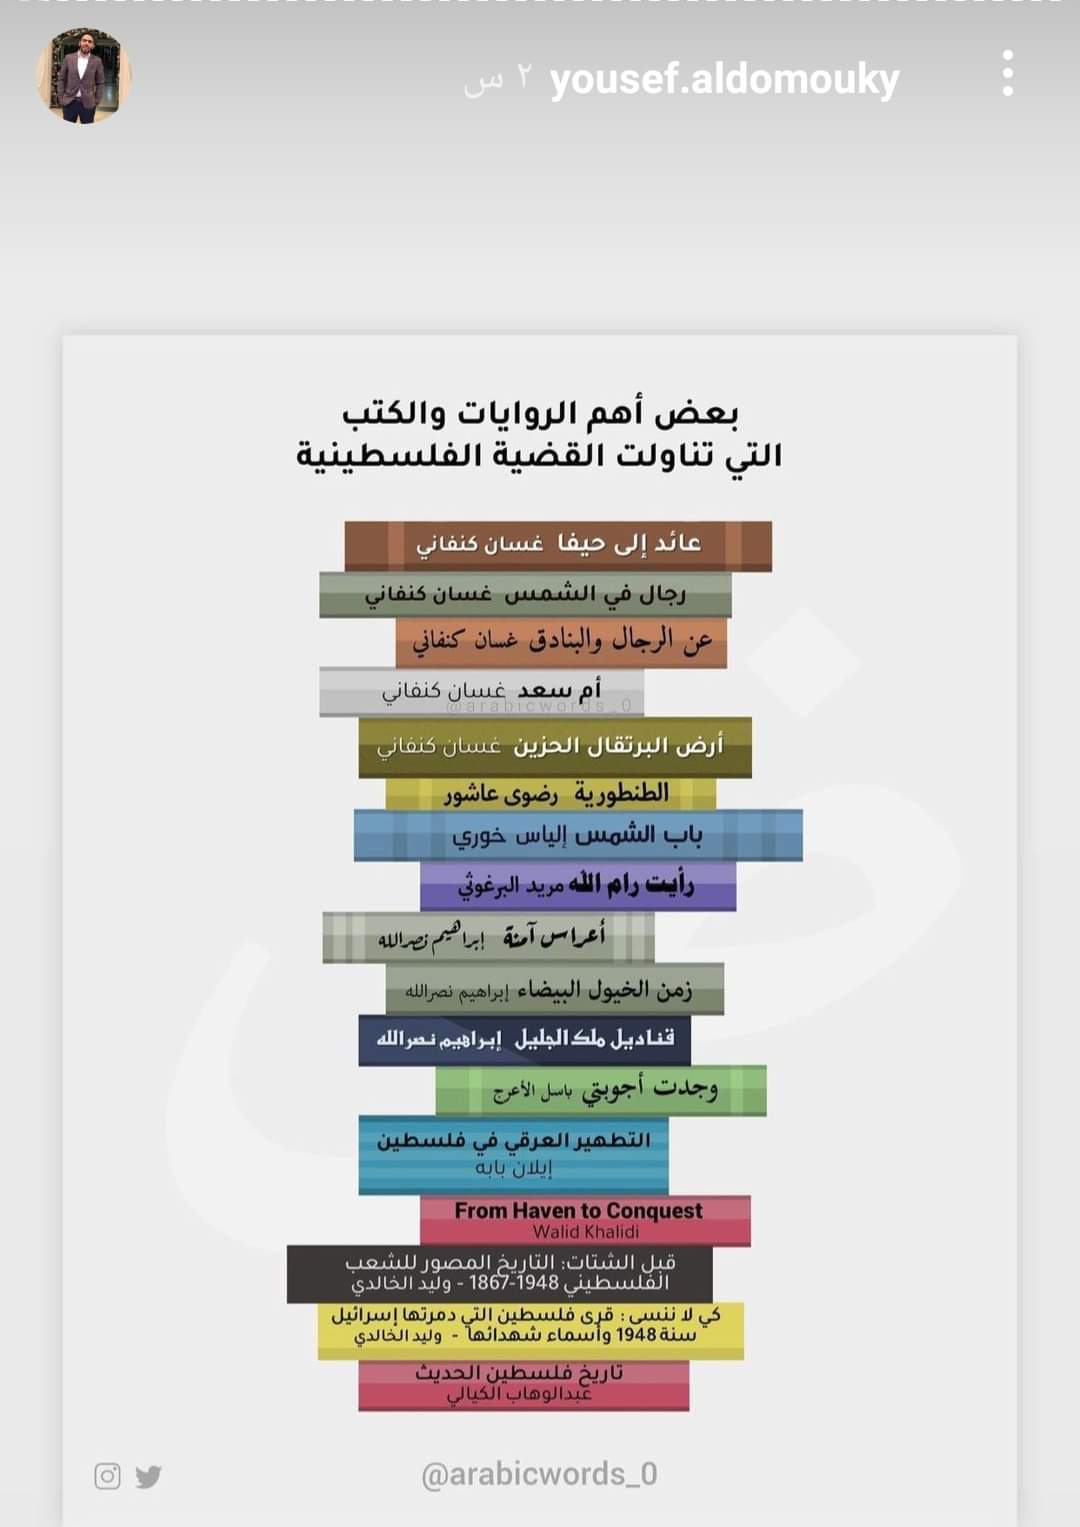 yousef.aldomouky ٢ س
بعض أهم الروايات والكتب
التي تناولت القضية الفلسطينية
عائد إلى حيفا غسان كنفاني
رجال في الشمس غسان كنفاني
عن الرجال والبنادق غسان كنفاني
أم سعد غسان كنفاني
@arabicwords_0
أرض البرتقال الحزين غسان كنفاني
الطنطورية رضوى عاشور
باب الشمس إلياس خوري
رأيت رام الله مريد البرغوثي
أعراس آمنة إبراهيم نصرالله
زمن الخيول البيضاء إبراهيم نصرالله
قناديل ملك الجليل إبراهيم نصرالله
وجدت أجوبتي باسل الأعرج
التطهير العرقي في فلسطين
إيلان بابه
From Haven to Conquest
Walid Khalidi
قبل الشتات: التاريخ المصور للشعب
الفلسطيني 1948-1867 - وليد الخالدي
كي لا ننسى : قرى فلسطين التي دمرتها إسرائيل
سنة 1948 وأسماء شهدائها - وليد الخالدي
تاريخ فلسطين الحديث
عبدالوهاب الكيالي
@arabicwords_0